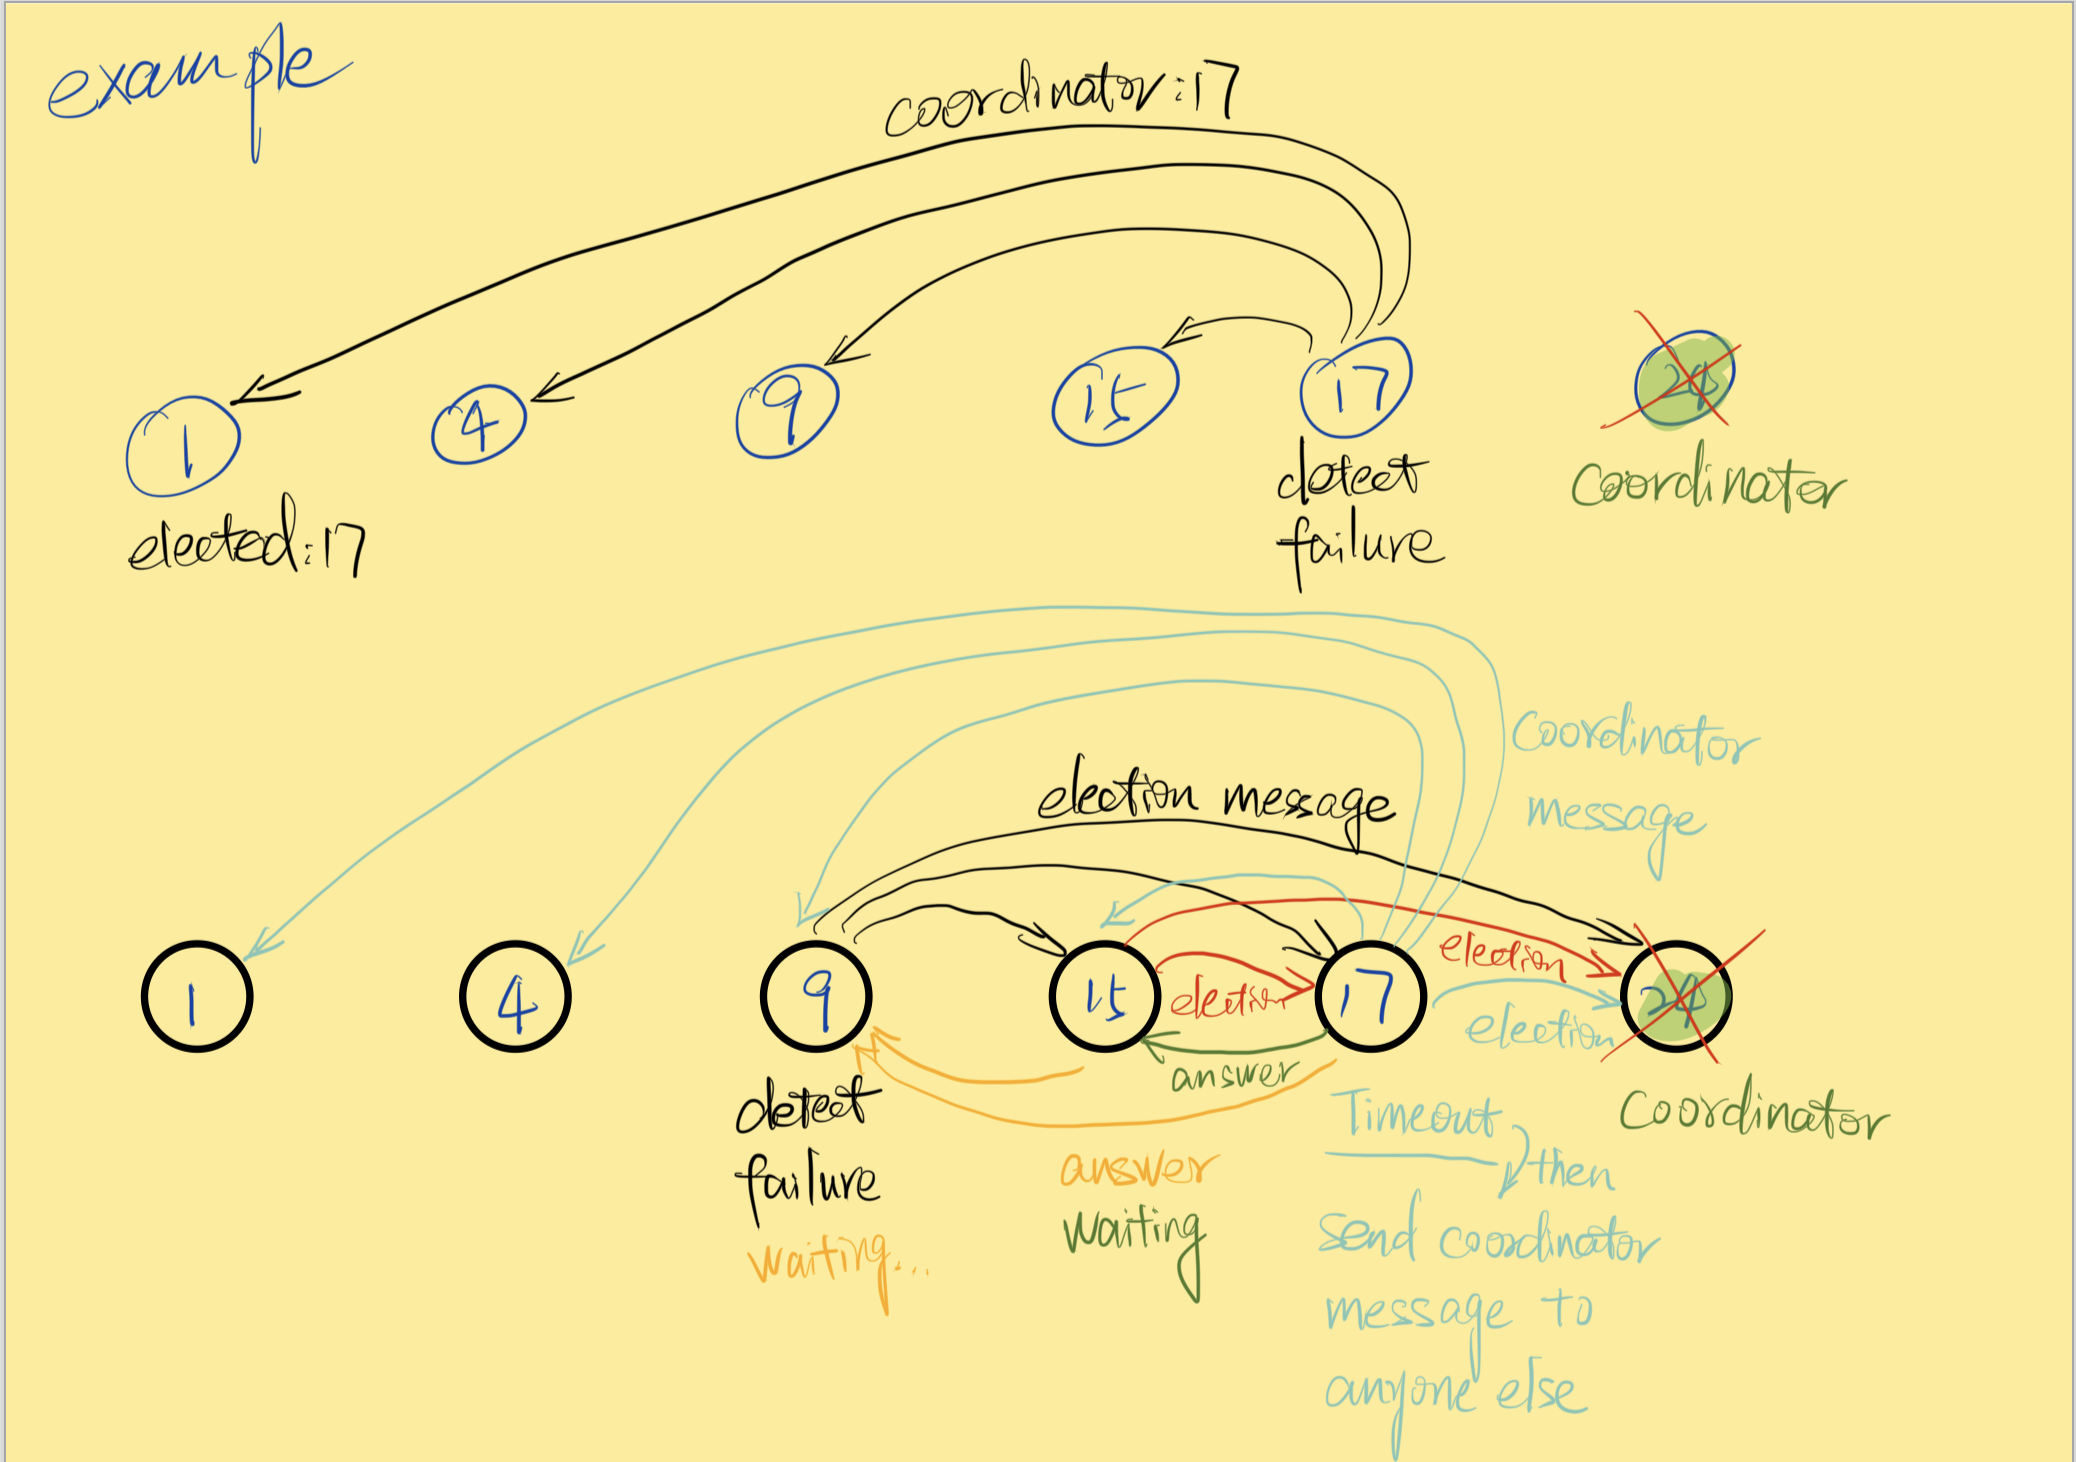 example
coordinator:17
1 4 9 15 17 24
elected:17
detect
failure
Coordinator
Coordinator
message
election message
election
1 4 9 15 17 24
election
election
answer
detect
failure
waiting...
answer
waiting
Timeout
then
send coordinator
message to
anyone else
Coordinator